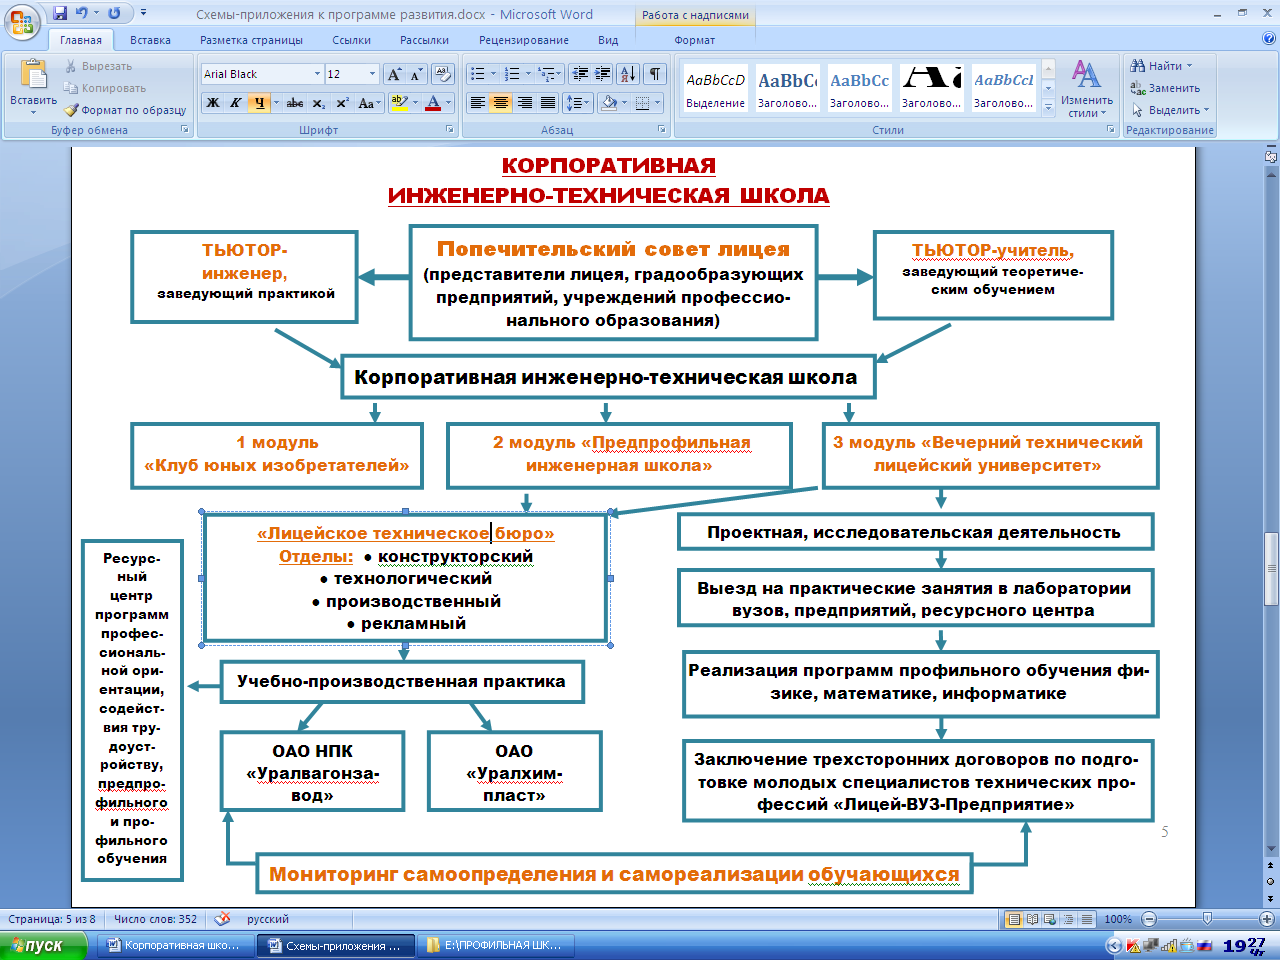 Схемы-приложения к программе развития.docx - Microsoft Word
Работа с надписями
Главная
Вставка
Разметка страницы
Ссылки
Рассылки
Рецензирование
Вид
Формат
Вставить
Вырезать
Копировать
Формат по образцу
Буфер обмена
Arial Black
12
Ж К Ч abc x₂ x² Aa
Шрифт
Абзац
AaBbCcD
AaBbCc
AaBbCc
AaBbCcI
Выделение
Заголово...
Заголово...
Заголово...
Заголово...
Изменить
стили
Стили
Найти
Заменить
Выделить
Редактирование
КОРПОРАТИВНАЯ
ИНЖЕНЕРНО-ТЕХНИЧЕСКАЯ ШКОЛА
ТЬЮТОР-
инженер,
заведующий практикой
Попечительский совет лицея
(представители лицея, градообразующих
предприятий, учреждений профессио-
нального образования)
ТЬЮТОР-учитель,
заведующий теоретиче-
ским обучением
Корпоративная инженерно-техническая школа
1 модуль
«Клуб юных изобретателей»
2 модуль «Предпрофильная
инженерная школа»
3 модуль «Вечерний технический
лицейский университет»
«Лицейское техническое бюро»
Отделы: ● конструкторский
● технологический
● производственный
● рекламный
Проектная, исследовательская деятельность
Выезд на практические занятия в лаборатории
вузов, предприятий, ресурсного центра
Реализация программ профильного обучения фи-
зике, математике, информатике
Заключение трехсторонних договоров по подго-
товке молодых специалистов технических про-
фессий «Лицей-ВУЗ-Предприятие»
Ресурс-
ный
центр
программ
профес-
сиональ-
ной ори-
ентации,
содейст-
вия тру-
доуст-
ройству,
предпро-
фильного
и про-
фильного
обучения
Учебно-производственная практика
ОАО НПК
«Уралвагонза-
вод»
ОАО
«Уралхим-
пласт»
Мониторинг самоопределения и самореализации обучающихся
5
Страница: 5 из 8
Число слов: 352
русский
100%
пуск
Корпоративная шко...
Схемы-приложения ...
E:\ПРОФИЛЬНАЯ ШК...
19 27
Чт